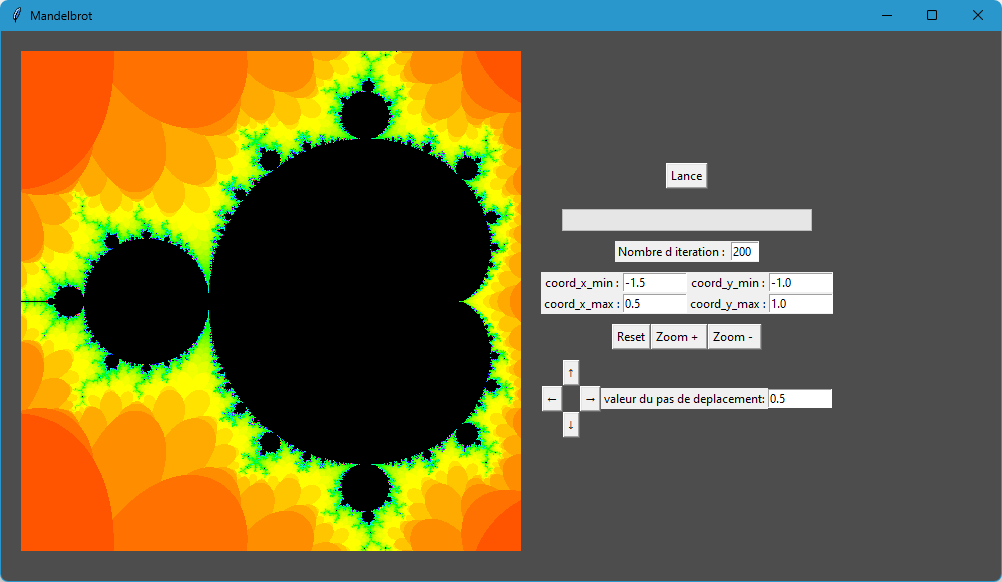 Mandelbrot
Lance
Nombre d iteration : 200
coord_x_min : -1.5 coord_y_min : -1.0
coord_x_max : 0.5 coord_y_max : 1.0
Reset Zoom + Zoom -
↑
← → valeur du pas de deplacement: 0.5
↓